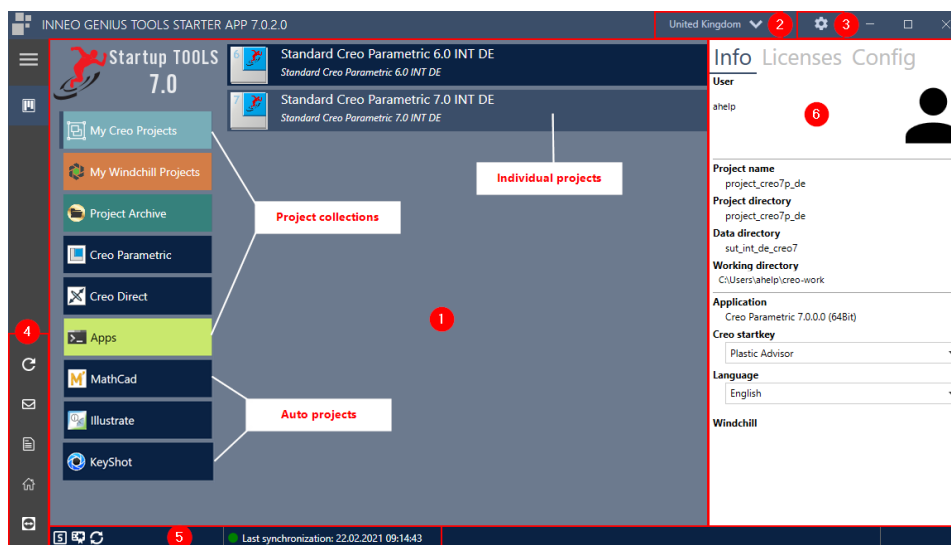 INNEO GENIUS TOOLS STARTER APP 7.0.2.0
United Kingdom
2
3
Startup TOOLS
7.0
My Creo Projects
My Windchill Projects
Project Archive
Creo Parametric
Creo Direct
Apps
MathCad
Illustrate
KeyShot
6
Standard Creo Parametric 6.0 INT DE
Standard Creo Parametric 6.0 INT DE
7
Standard Creo Parametric 7.0 INT DE
Standard Creo Parametric 7.0 INT DE
Individual projects
Project collections
1
Auto projects
Info Licenses Config
User
ahelp
6
Project name
project_creo7p_de
Project directory
project_creo7p_de
Data directory
sut_int_de_creo7
Working directory
C:\Users\ahelp\creo-work
Application
Creo Parametric 7.0.0.0 (64Bit)
Creo startkey
Plastic Advisor
Language
English
Windchill
4
S
5
Last synchronization: 22.02.2021 09:14:43